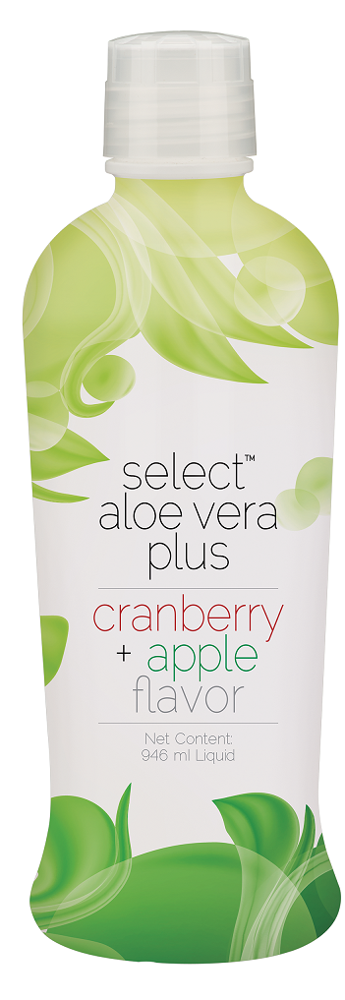 select™
aloe vera
plus
cranberry
+ apple
flavor
Net Content:
946 ml Liquid